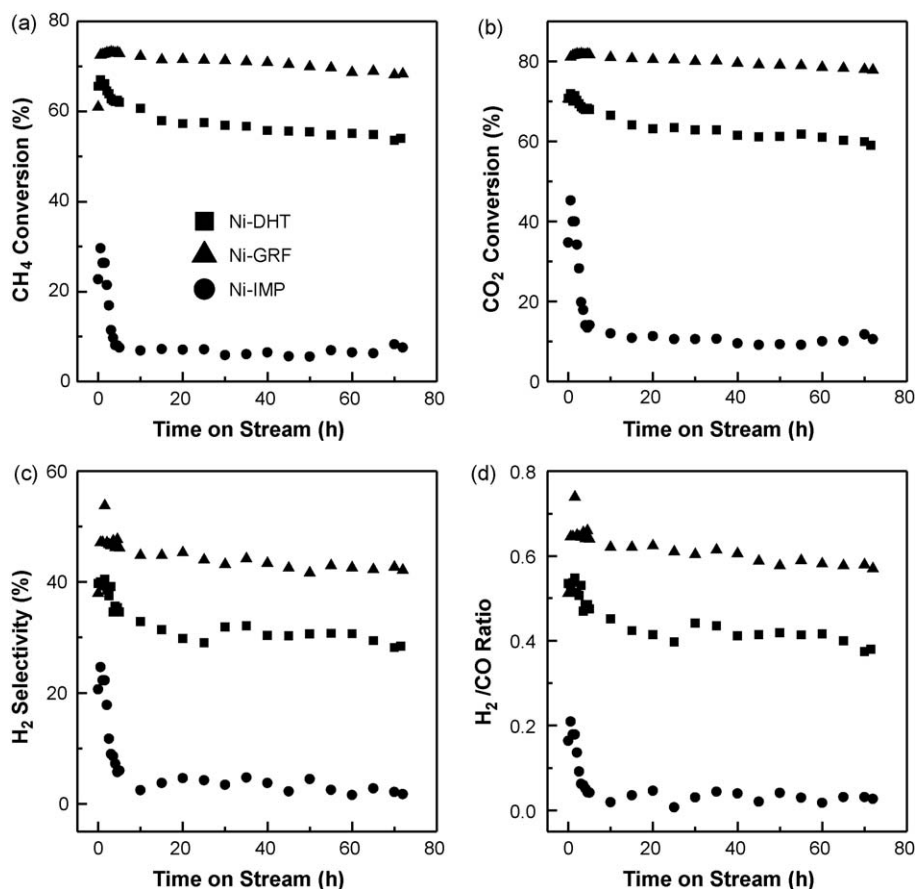 (a)
80
60
40
20
0
CH4 Conversion (%)
Ni-DHT
Ni-GRF
Ni-IMP
0 20 40 60 80
Time on Stream (h)
(b)
80
60
40
20
0
CO2 Conversion (%)
0 20 40 60 80
Time on Stream (h)
(c)
60
40
20
0
H2 Selectivity (%)
0 20 40 60 80
Time on Stream (h)
(d)
0.8
0.6
0.4
0.2
0.0
H2 /CO Ratio
0 20 40 60 80
Time on Stream (h)